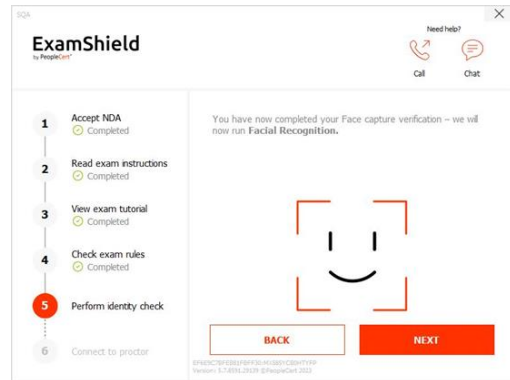 SQA
Need help?
ExamShield
by PeopleCert
Call
Chat
1
Accept NDA
Completed
2
Read exam instructions
Completed
3
View exam tutorial
Completed
4
Check exam rules
Completed
5
Perform identity check
6
Connect to proctor
You have now completed your Face capture verification – we will
now run Facial Recognition.
BACK
NEXT
©PeopleCert 2022